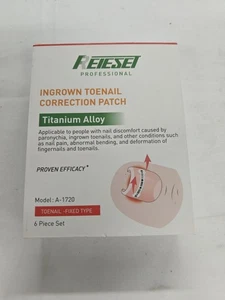 RETESET
PROFESSIONAL
INGROWN TOENAIL
CORRECTION PATCH
Titanium Alloy
Applicable to people with nail discomfort caused by
paronychia, ingrown toenails, and other conditions such
as nail pain, abnormal bending, and deformation of
fingernails and toenails.
PROVEN EFFICACY*
Model: A-1720
TOENAIL -FIXED TYPE
6 Piece Set